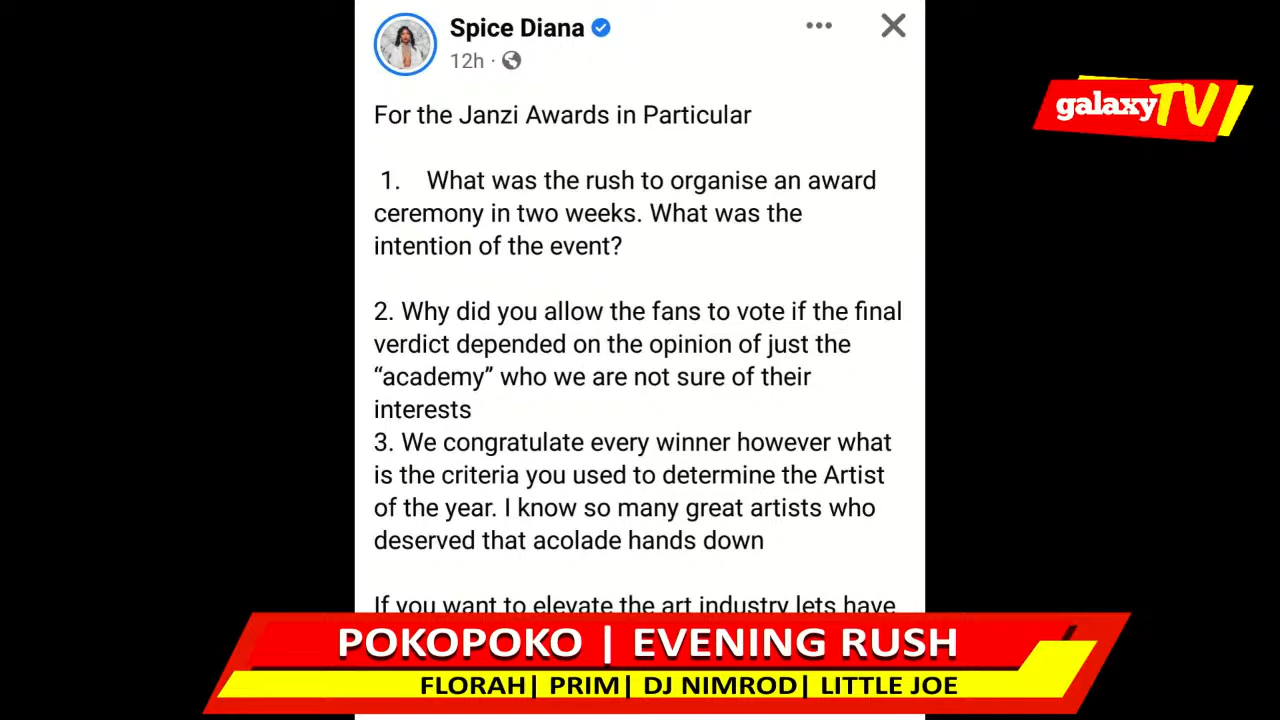 Spice Diana
12h ·
galaxyTV
For the Janzi Awards in Particular
1. What was the rush to organise an award
ceremony in two weeks. What was the
intention of the event?
2. Why did you allow the fans to vote if the final
verdict depended on the opinion of just the
“academy” who we are not sure of their
interests
3. We congratulate every winner however what
is the criteria you used to determine the Artist
of the year. I know so many great artists who
deserved that acolade hands down
If you want to elevate the art industry lets have
POKOPOKO | EVENING RUSH
FLORAH| PRIM| DJ NIMROD| LITTLE JOE